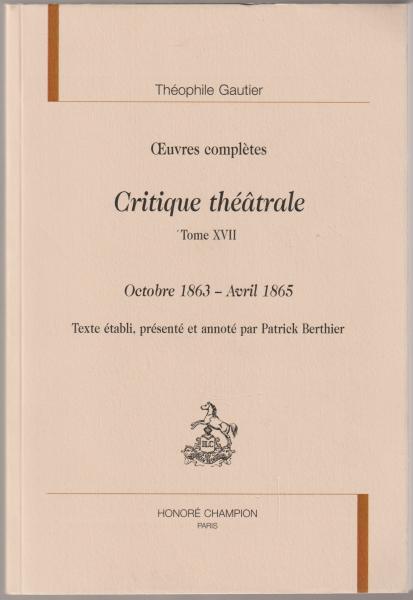 Théophile Gautier
Œuvres complètes
Critique théâtrale
Tome XVII
Octobre 1863 – Avril 1865
Texte établi, présenté et annoté par Patrick Berthier
HONORÉ CHAMPION
PARIS